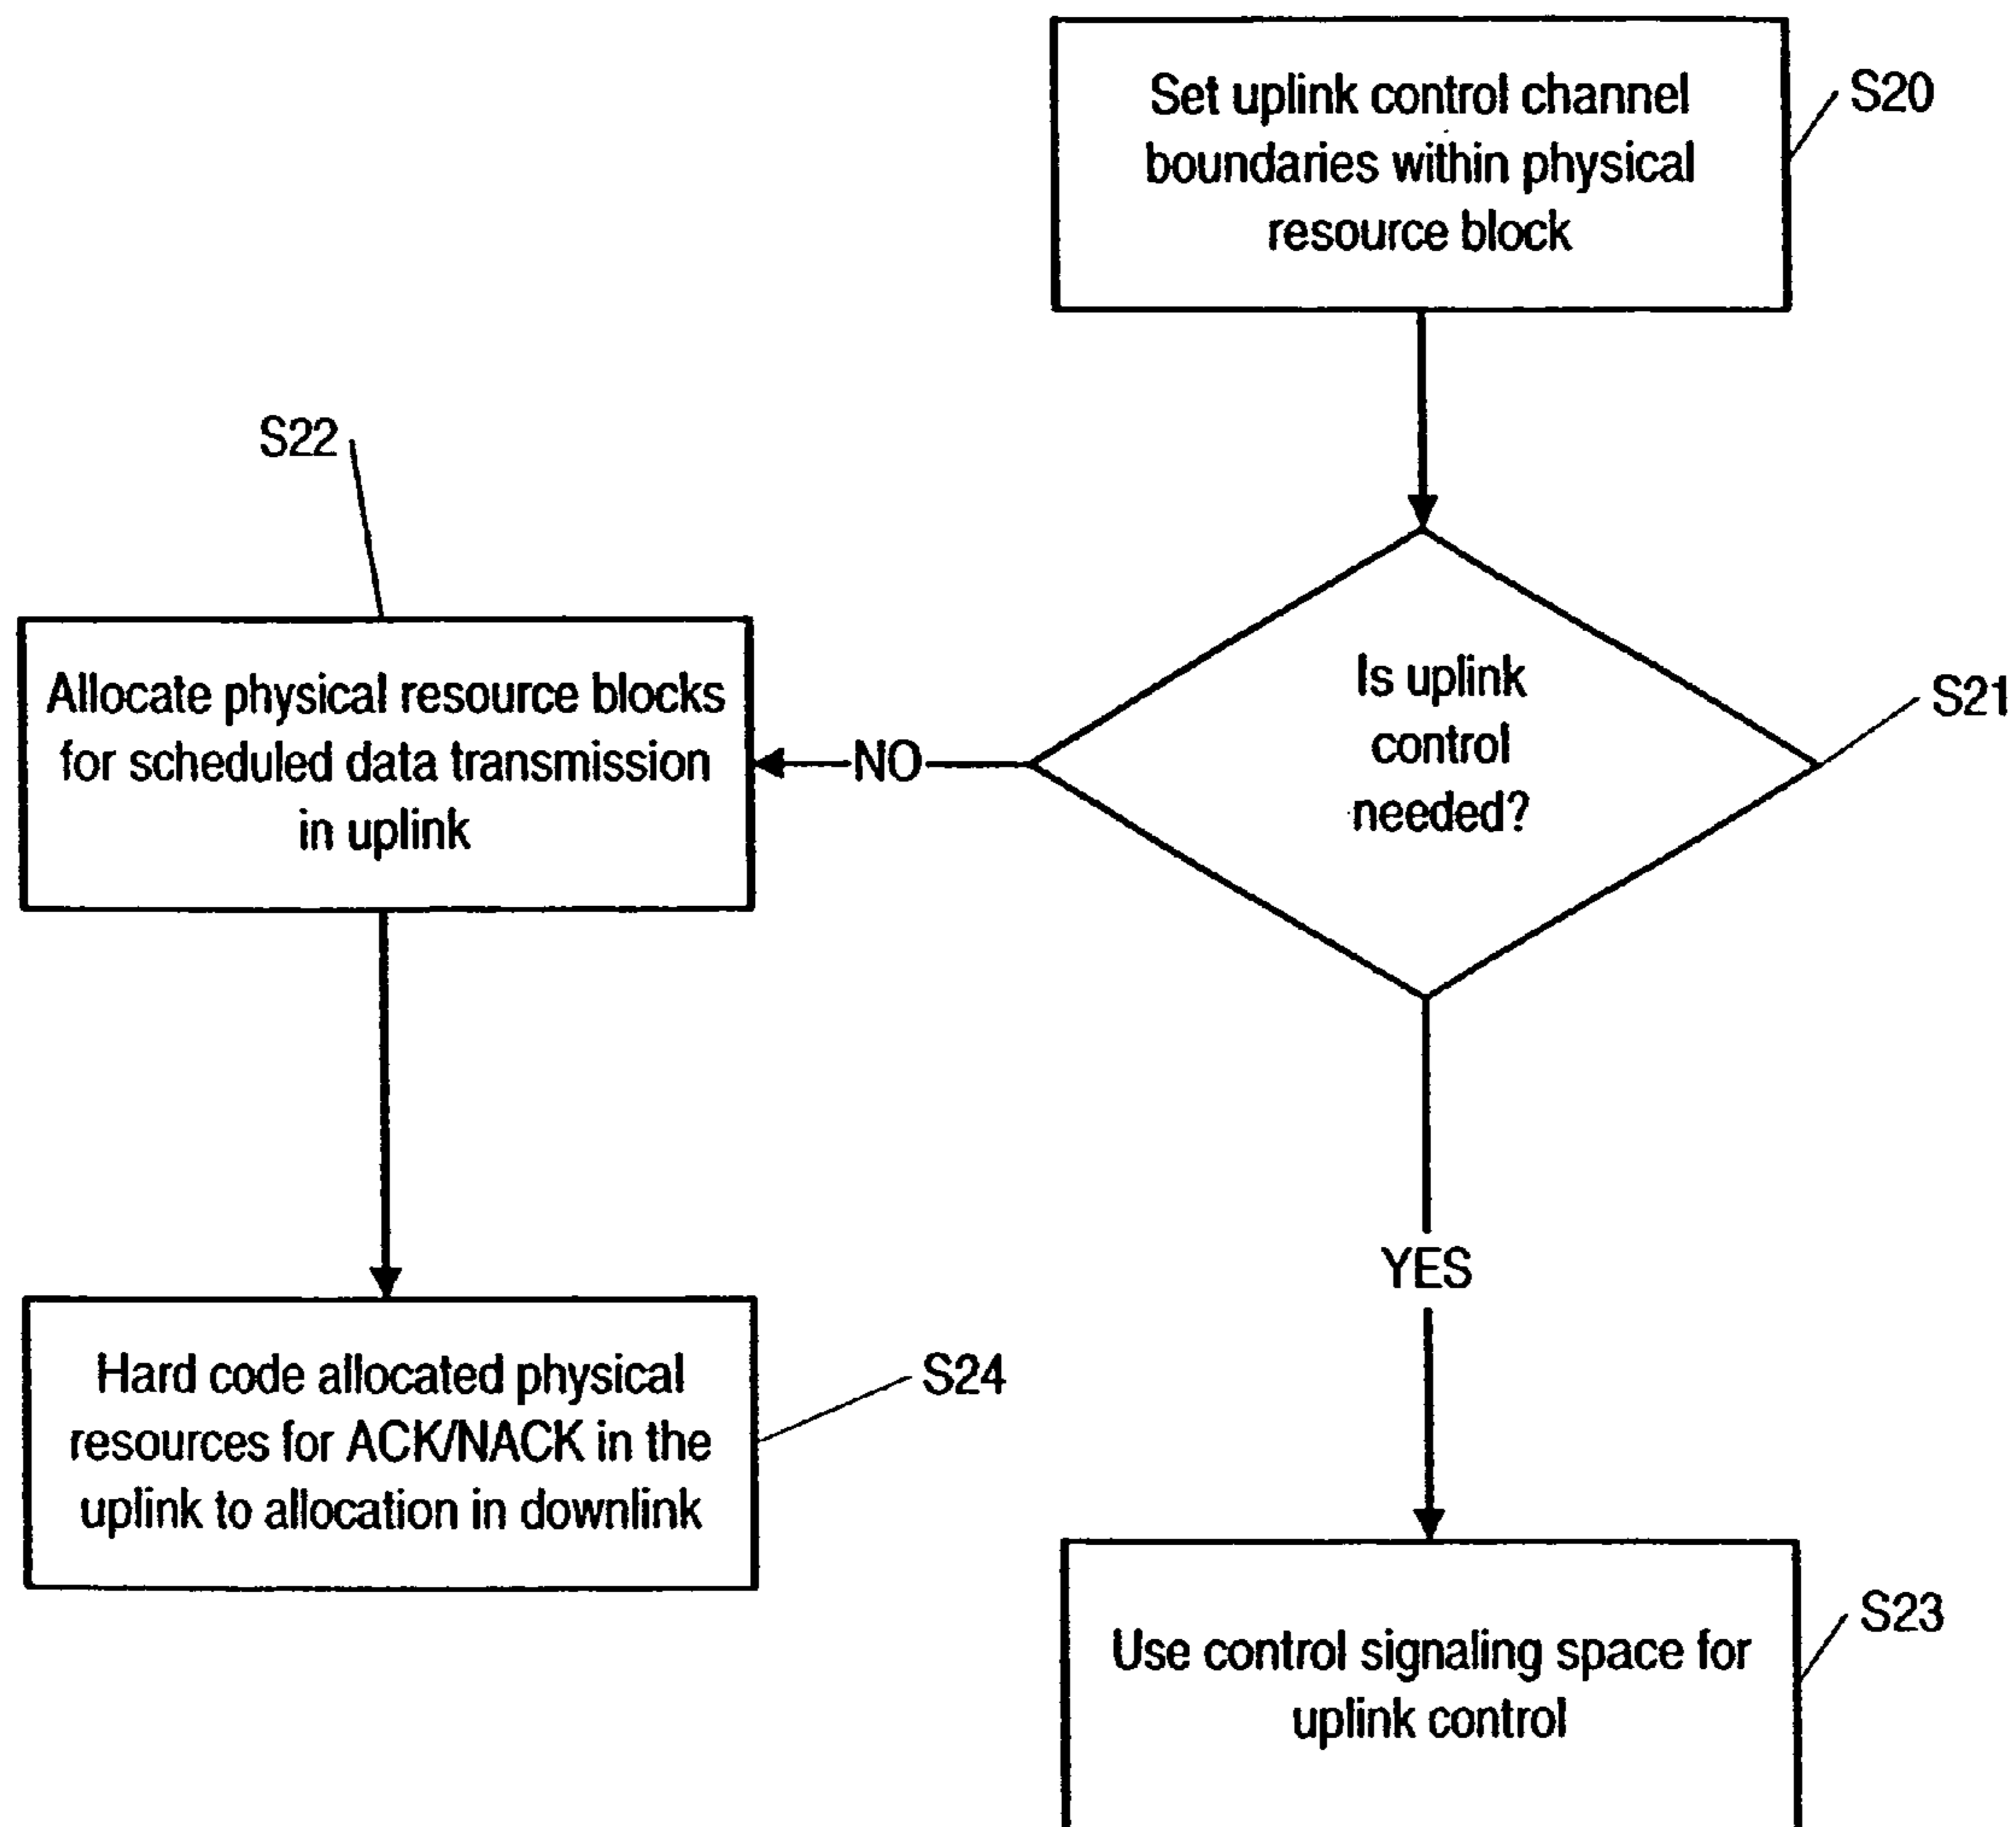 Set uplink control channel
boundaries within physical
resource block
S20
S22
Is uplink
control
needed?
S21
Allocate physical resource blocks
for scheduled data transmission
in uplink
NO
YES
Hard code allocated physical
resources for ACK/NACK in the
uplink to allocation in downlink
S24
Use control signaling space for
uplink control
S23